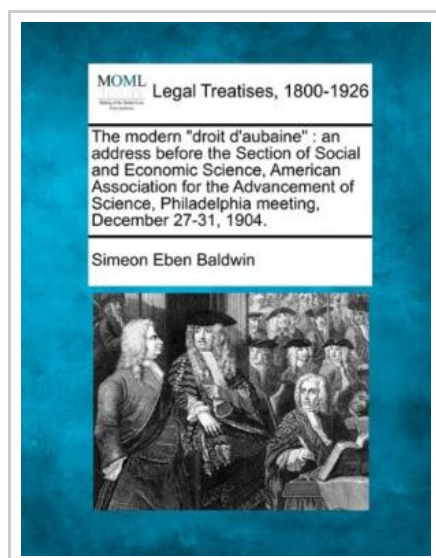 MOML
Legal Treatises, 1800-1926
The modern "droit d'aubaine" : an
address before the Section of Social
and Economic Science, American
Association for the Advancement of
Science, Philadelphia meeting,
December 27-31, 1904.
Simeon Eben Baldwin